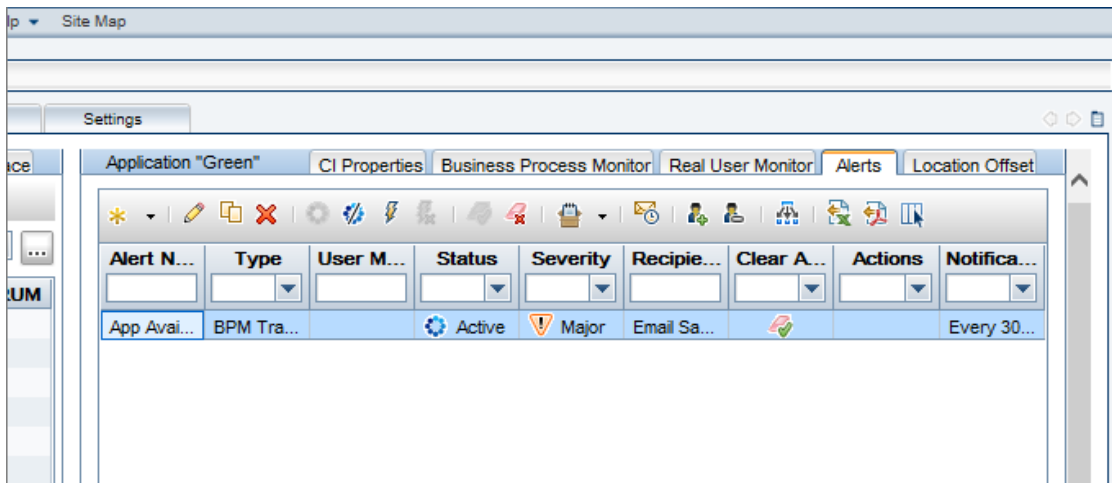 lp Site Map
Settings
ace Application "Green" CI Properties Business Process Monitor Real User Monitor Alerts Location Offset
...
Alert N... Type User M... Status Severity Recipie... Clear A... Actions Notifica...
RUM
App Avai... BPM Tra... Active Major Email Sa... Every 30...